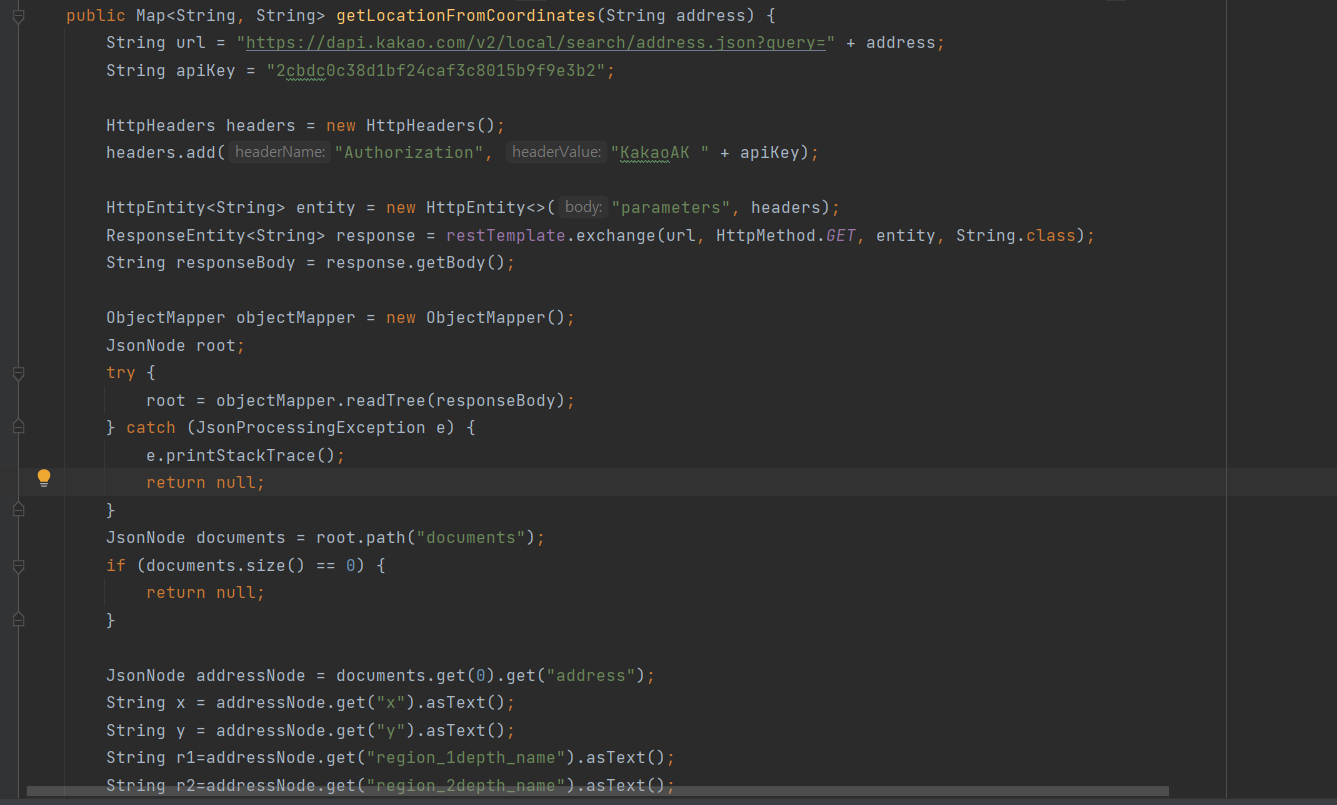 public Map<String, String> getLocationFromCoordinates(String address) {
String url = "https://dapi.kakao.com/v2/local/search/address.json?query=" + address;
String apiKey = "2cbdc0c38d1bf24caf3c8015b9f9e3b2";
HttpHeaders headers = new HttpHeaders();
headers.add( headerName: "Authorization", headerValue: "KakaoAK " + apiKey);
HttpEntity<String> entity = new HttpEntity<>( body: "parameters", headers);
ResponseEntity<String> response = restTemplate.exchange(url, HttpMethod.GET, entity, String.class);
String responseBody = response.getBody();
ObjectMapper objectMapper = new ObjectMapper();
JsonNode root;
try {
root = objectMapper.readTree(responseBody);
} catch (JsonProcessingException e) {
e.printStackTrace();
return null;
}
JsonNode documents = root.path("documents");
if (documents.size() == 0) {
return null;
}
JsonNode addressNode = documents.get(0).get("address");
String x = addressNode.get("x").asText();
String y = addressNode.get("y").asText();
String r1=addressNode.get("region_1depth_name").asText();
String r2=addressNode.get("region_2depth_name").asText();